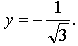 y = −1/√3.